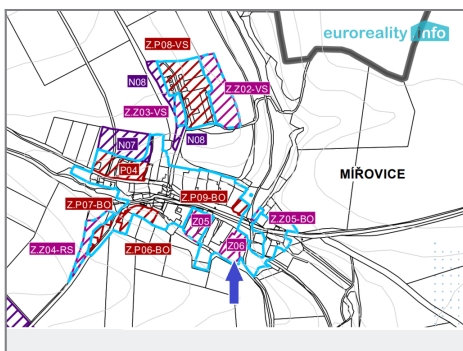 euroreality info
Z.P08-VS
N08
Z.Z02-VS
Z.Z03-VS
N07
N08
P04
MÍŘOVICE
Z.P07-BO
Z.P09-BO
Z05
Z.Z05-BO
Z.Z04-RS
Z.P06-BO
Z06